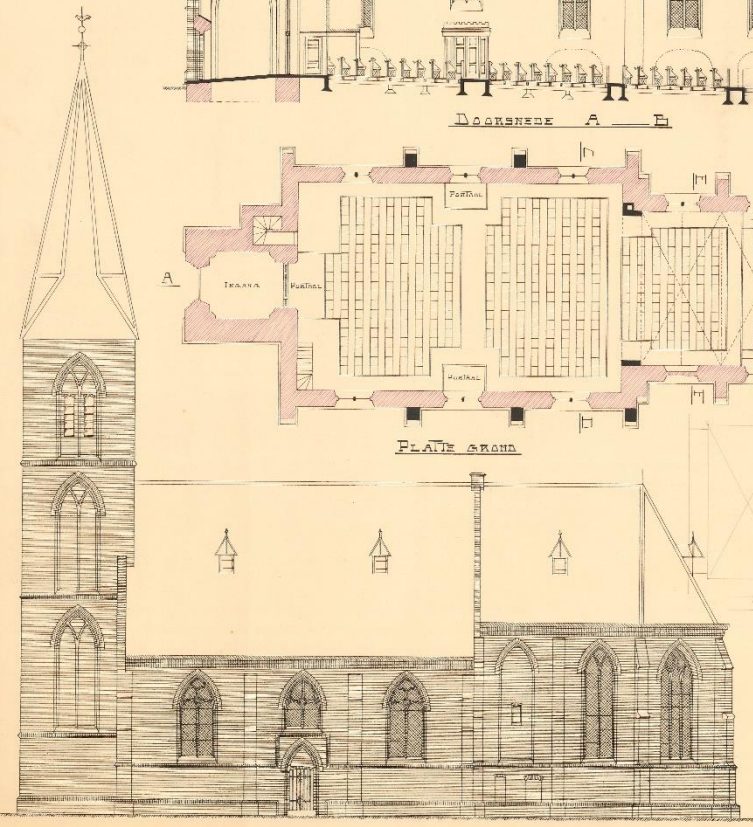 DOORSNEDE A — B
PORTAAL
A
INGANG
PORTAAL
PORTAAL
PLATTE GROND